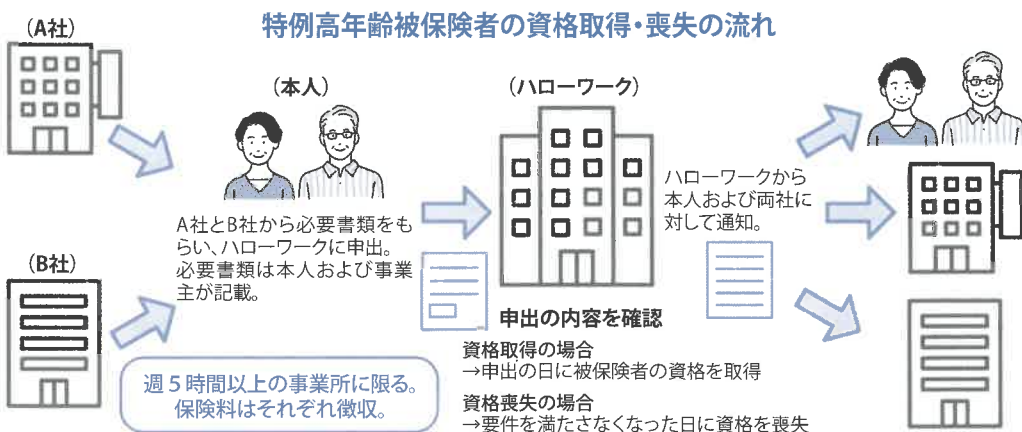 特例高年齢被保険者の資格取得・喪失の流れ
（A社）
（B社）
（本人）
A社とB社から必要書類をも
らい、ハローワークに申出。
必要書類は本人および事業
主が記載。
週5時間以上の事業所に限る。
保険料はそれぞれ徴収。
（ハローワーク）
申出の内容を確認
資格取得の場合
→申出の日に被保険者の資格を取得
資格喪失の場合
→要件を満たさなくなった日に資格を喪失
ハローワークから
本人および両社に
対して通知。